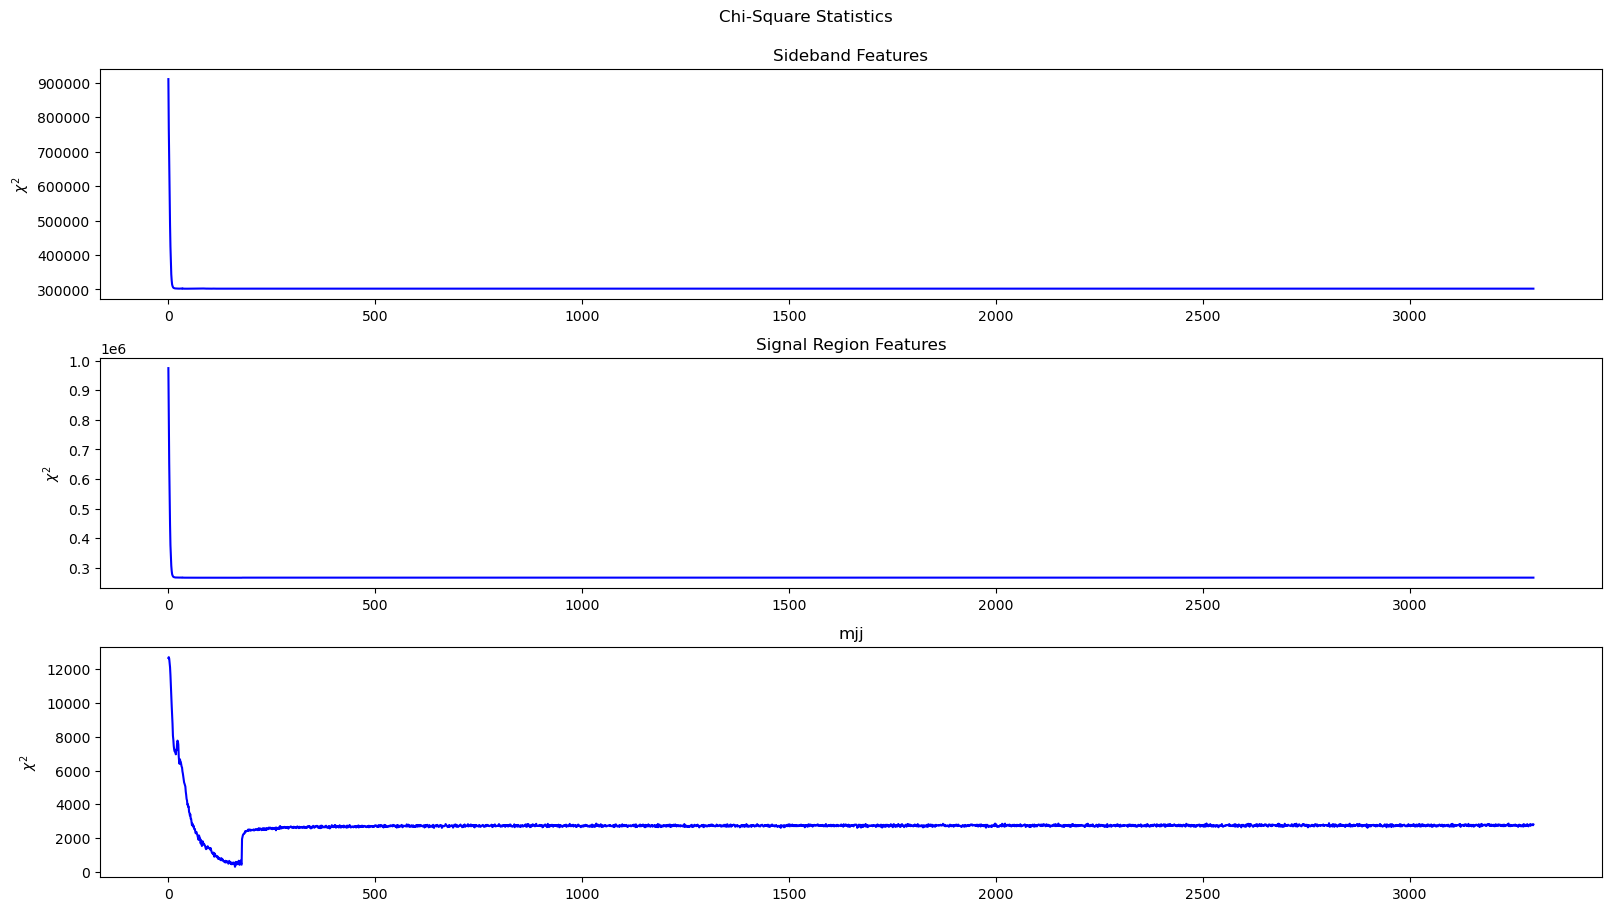 Chi-Square Statistics
Sideband Features
900000
800000
700000
600000
500000
400000
300000
χ²
0 500 1000 1500 2000 2500 3000
Signal Region Features
1e6
1.0
0.9
0.8
0.7
0.6
0.5
0.4
0.3
χ²
0 500 1000 1500 2000 2500 3000
mjj
12000
10000
8000
6000
4000
2000
0
χ²
0 500 1000 1500 2000 2500 3000